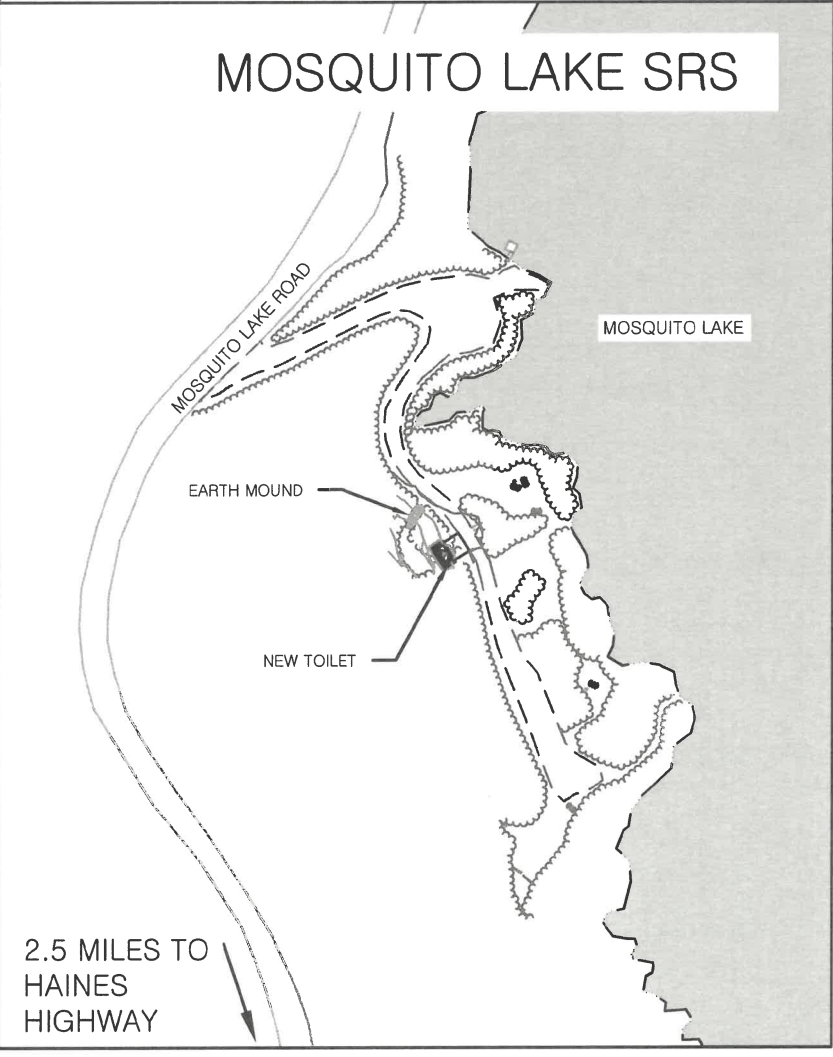 MOSQUITO LAKE SRS
MOSQUITO LAKE ROAD
MOSQUITO LAKE
EARTH MOUND
NEW TOILET
2.5 MILES TO
HAINES
HIGHWAY